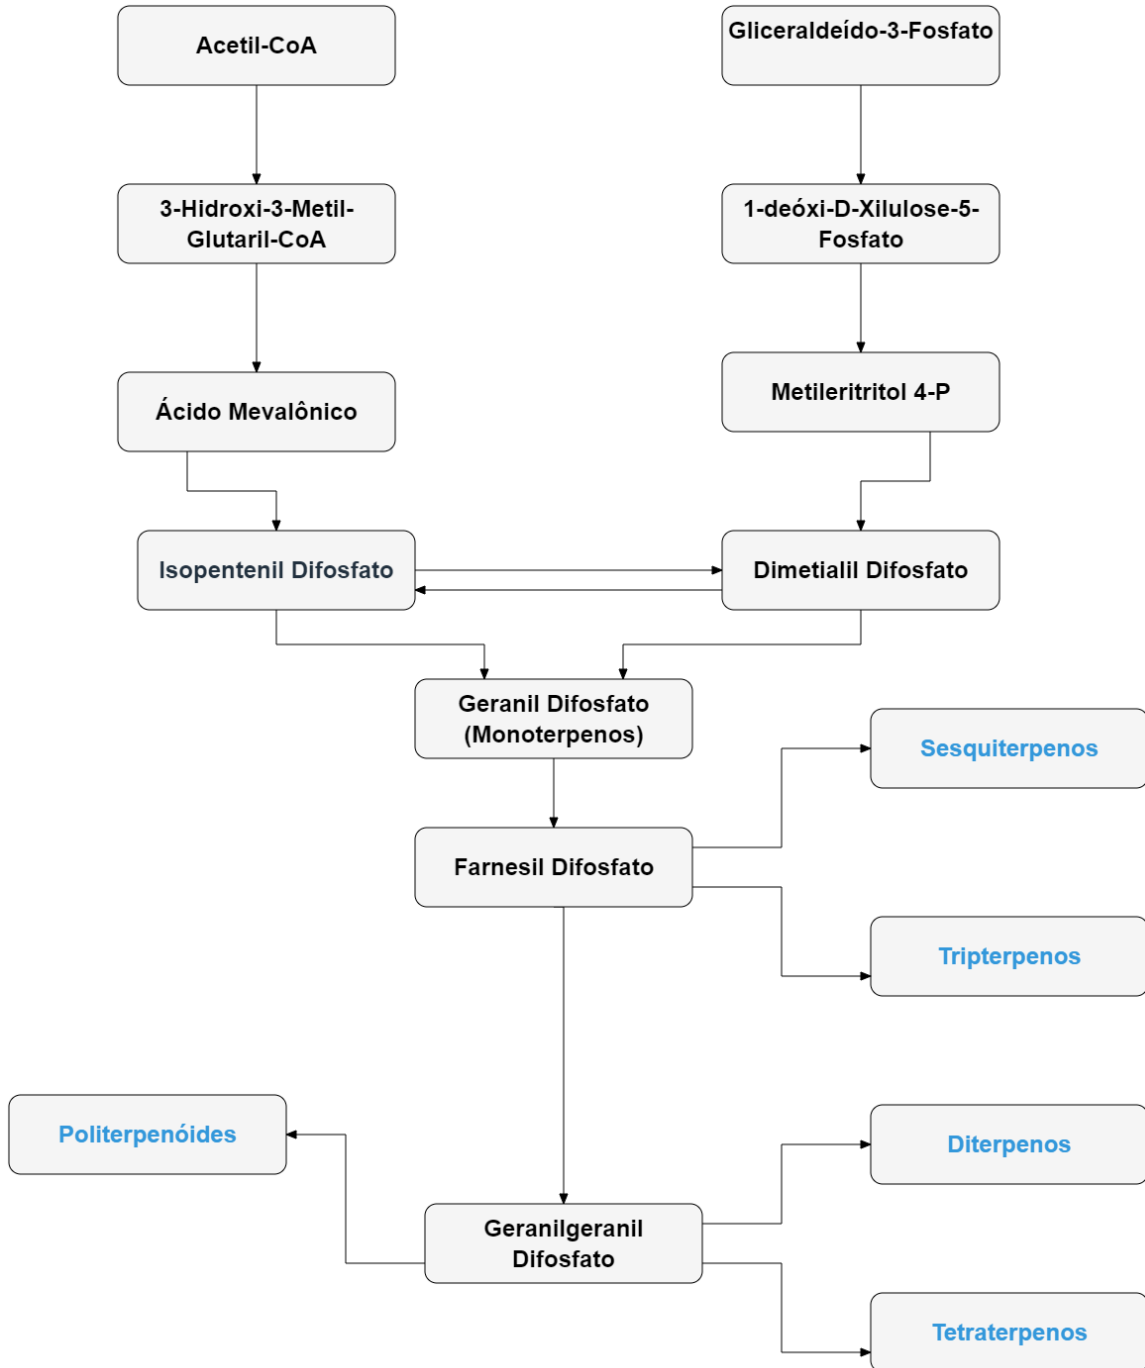 Acetil-CoA
Gliceraldeído-3-Fosfato
3-Hidroxi-3-Metil-
Glutaril-CoA
1-deóxi-D-Xilulose-5-
Fosfato
Ácido Mevalônico
Metileritritol 4-P
Isopentenil Difosfato
Dimetialil Difosfato
Geranil Difosfato
(Monoterpenos)
Sesquiterpenos
Farnesil Difosfato
Tripterpenos
Politerpenóides
Diterpenos
Geranilgeranil
Difosfato
Tetraterpenos